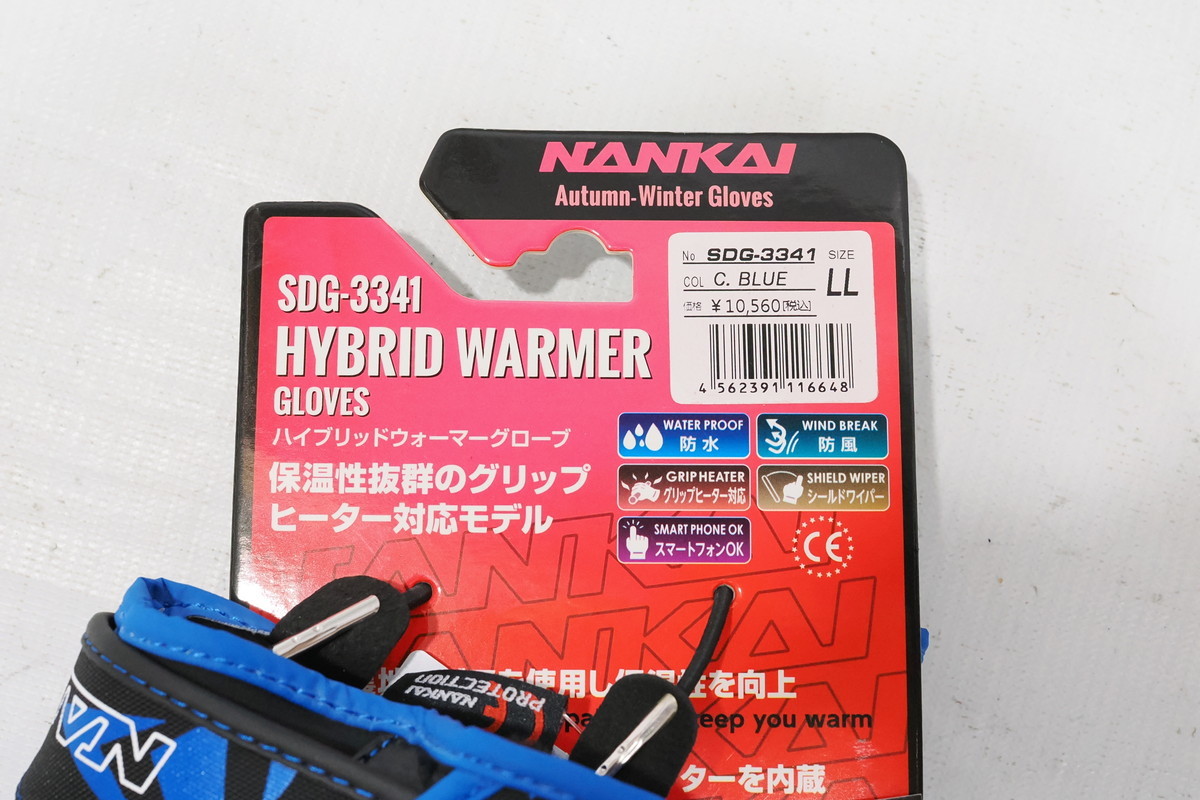 NANKAI
Autumn-Winter Gloves
No SDG-3341 SIZE
COL C. BLUE LL
価格 ¥10,560[税込]
4 562391 116648
SDG-3341
HYBRID WARMER
GLOVES
ハイブリッドウォーマーグローブ
保温性抜群のグリップ
ヒーター対応モデル
WATER PROOF
防水
WIND BREAK
防風
GRIP HEATER
グリップヒーター対応
SHIELD WIPER
シールドワイパー
SMART PHONE OK
スマートフォンOK
CE
NANKAI
NANKAI
を使用し保温性を向上
keep you warm
ターを内蔵
NANKAI
PROTECTION
NAN